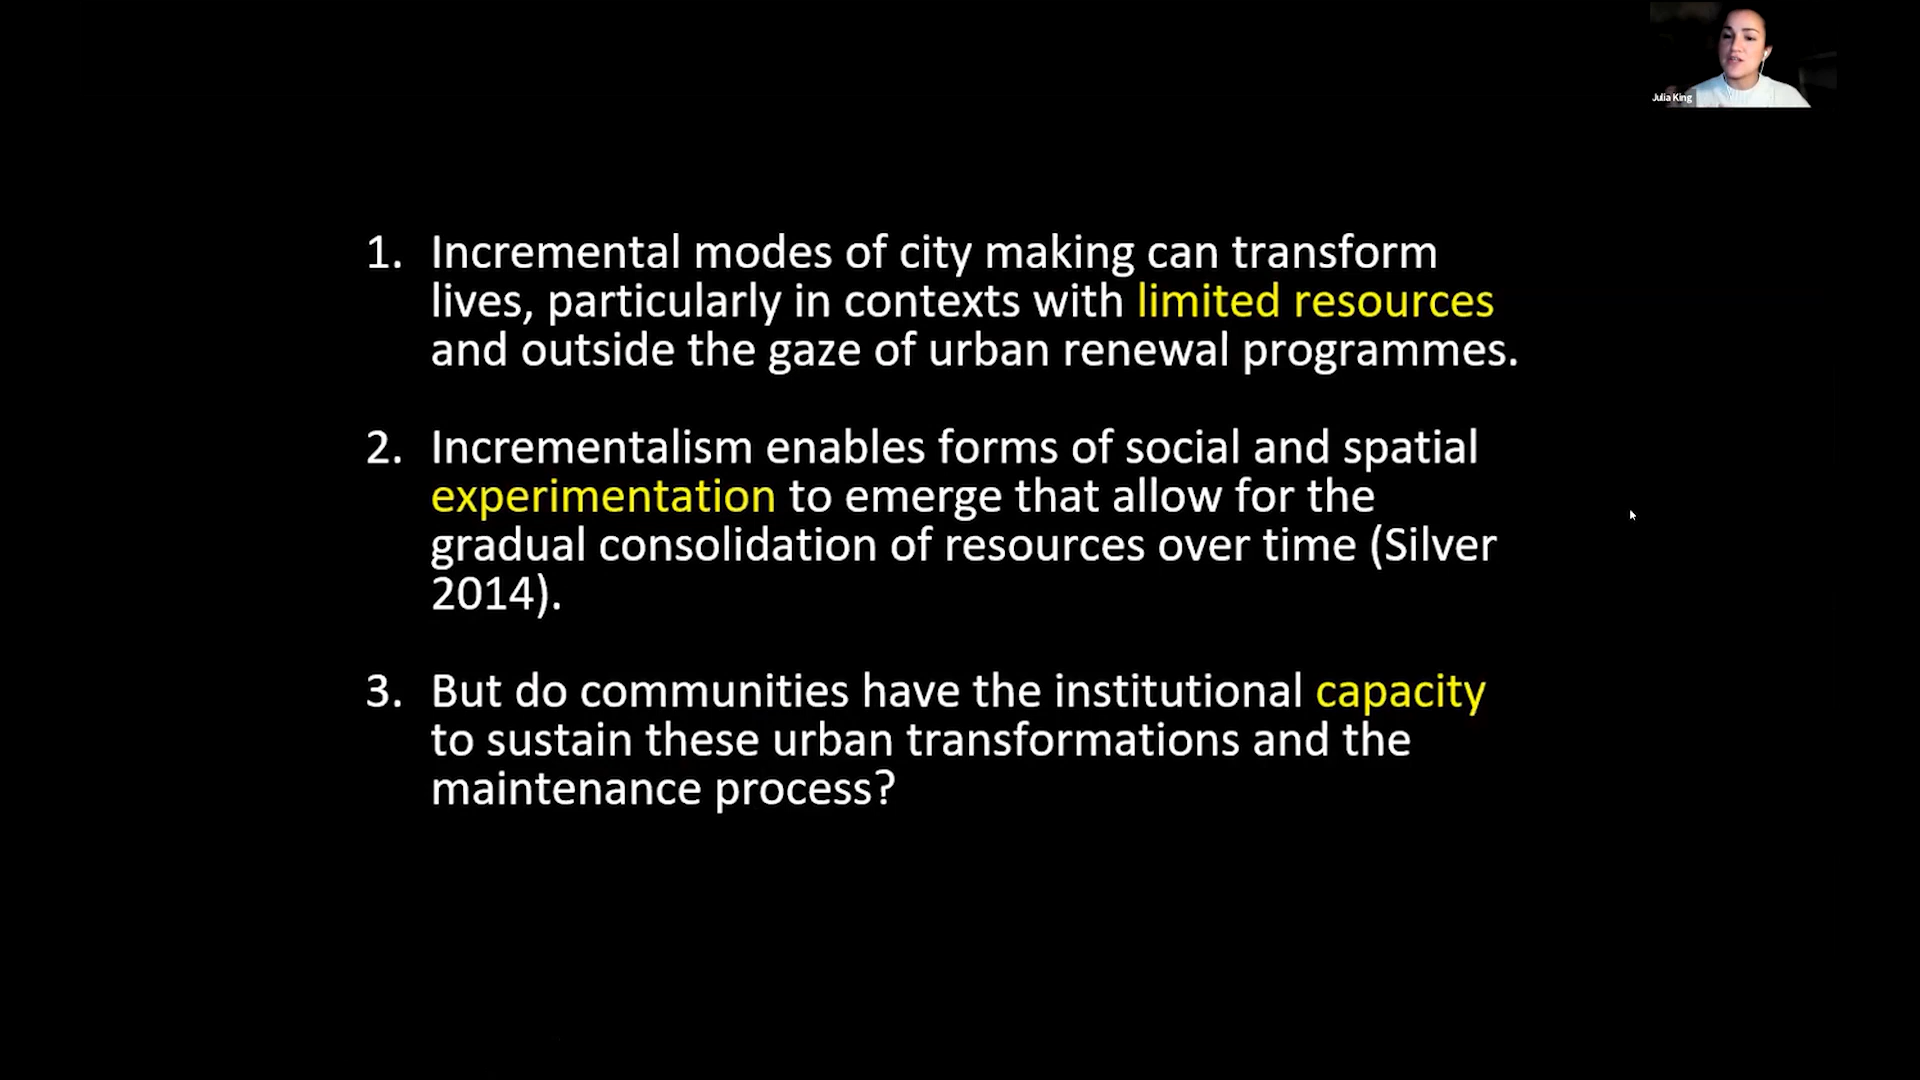 Julia King
1. Incremental modes of city making can transform
lives, particularly in contexts with limited resources
and outside the gaze of urban renewal programmes.
2. Incrementalism enables forms of social and spatial
experimentation to emerge that allow for the
gradual consolidation of resources over time (Silver
2014).
3. But do communities have the institutional capacity
to sustain these urban transformations and the
maintenance process?